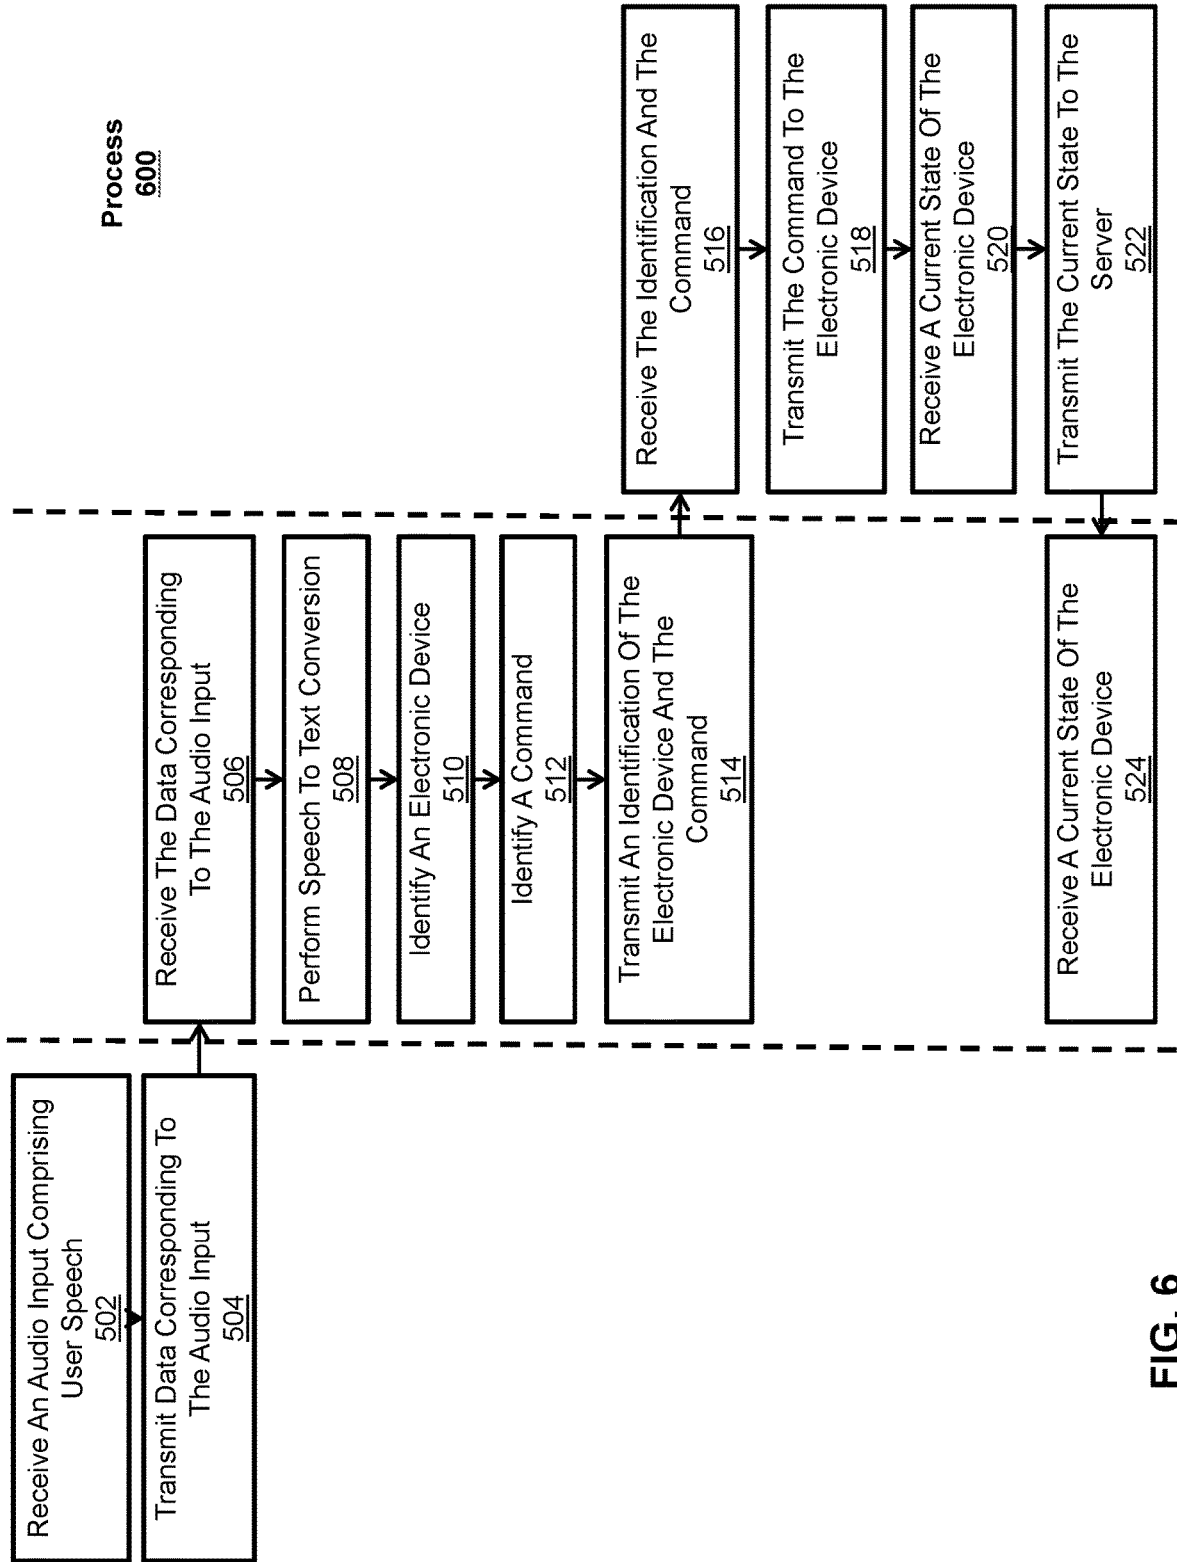 Process
600
Receive An Audio Input Comprising
User Speech
502
Transmit Data Corresponding To
The Audio Input
504
Receive The Data Corresponding
To The Audio Input
506
Perform Speech To Text Conversion
508
Identify An Electronic Device
510
Identify A Command
512
Transmit An Identification Of The
Electronic Device And The
Command
514
Receive The Identification And The
Command
516
Transmit The Command To The
Electronic Device
518
Receive A Current State Of The
Electronic Device
520
Transmit The Current State To The
Server
522
Receive A Current State Of The
Electronic Device
524
FIG. 6